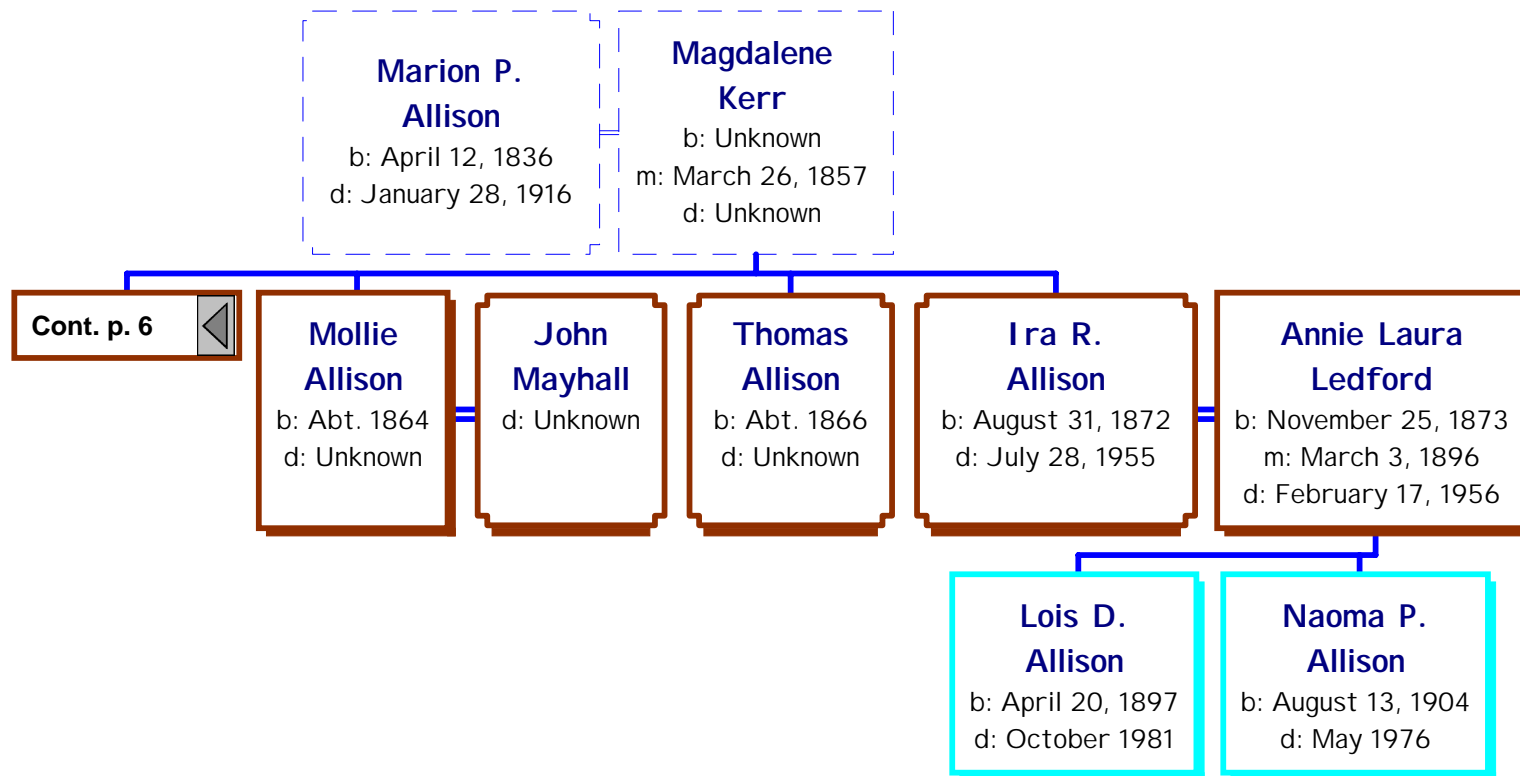 Marion P.
Allison
b: April 12, 1836
d: January 28, 1916
Magdalene
Kerr
b: Unknown
m: March 26, 1857
d: Unknown
Cont. p. 6
Mollie
Allison
b: Abt. 1864
d: Unknown
John
Mayhall
d: Unknown
Thomas
Allison
b: Abt. 1866
d: Unknown
Ira R.
Allison
b: August 31, 1872
d: July 28, 1955
Annie Laura
Ledford
b: November 25, 1873
m: March 3, 1896
d: February 17, 1956
Lois D.
Allison
b: April 20, 1897
d: October 1981
Naoma P.
Allison
b: August 13, 1904
d: May 1976